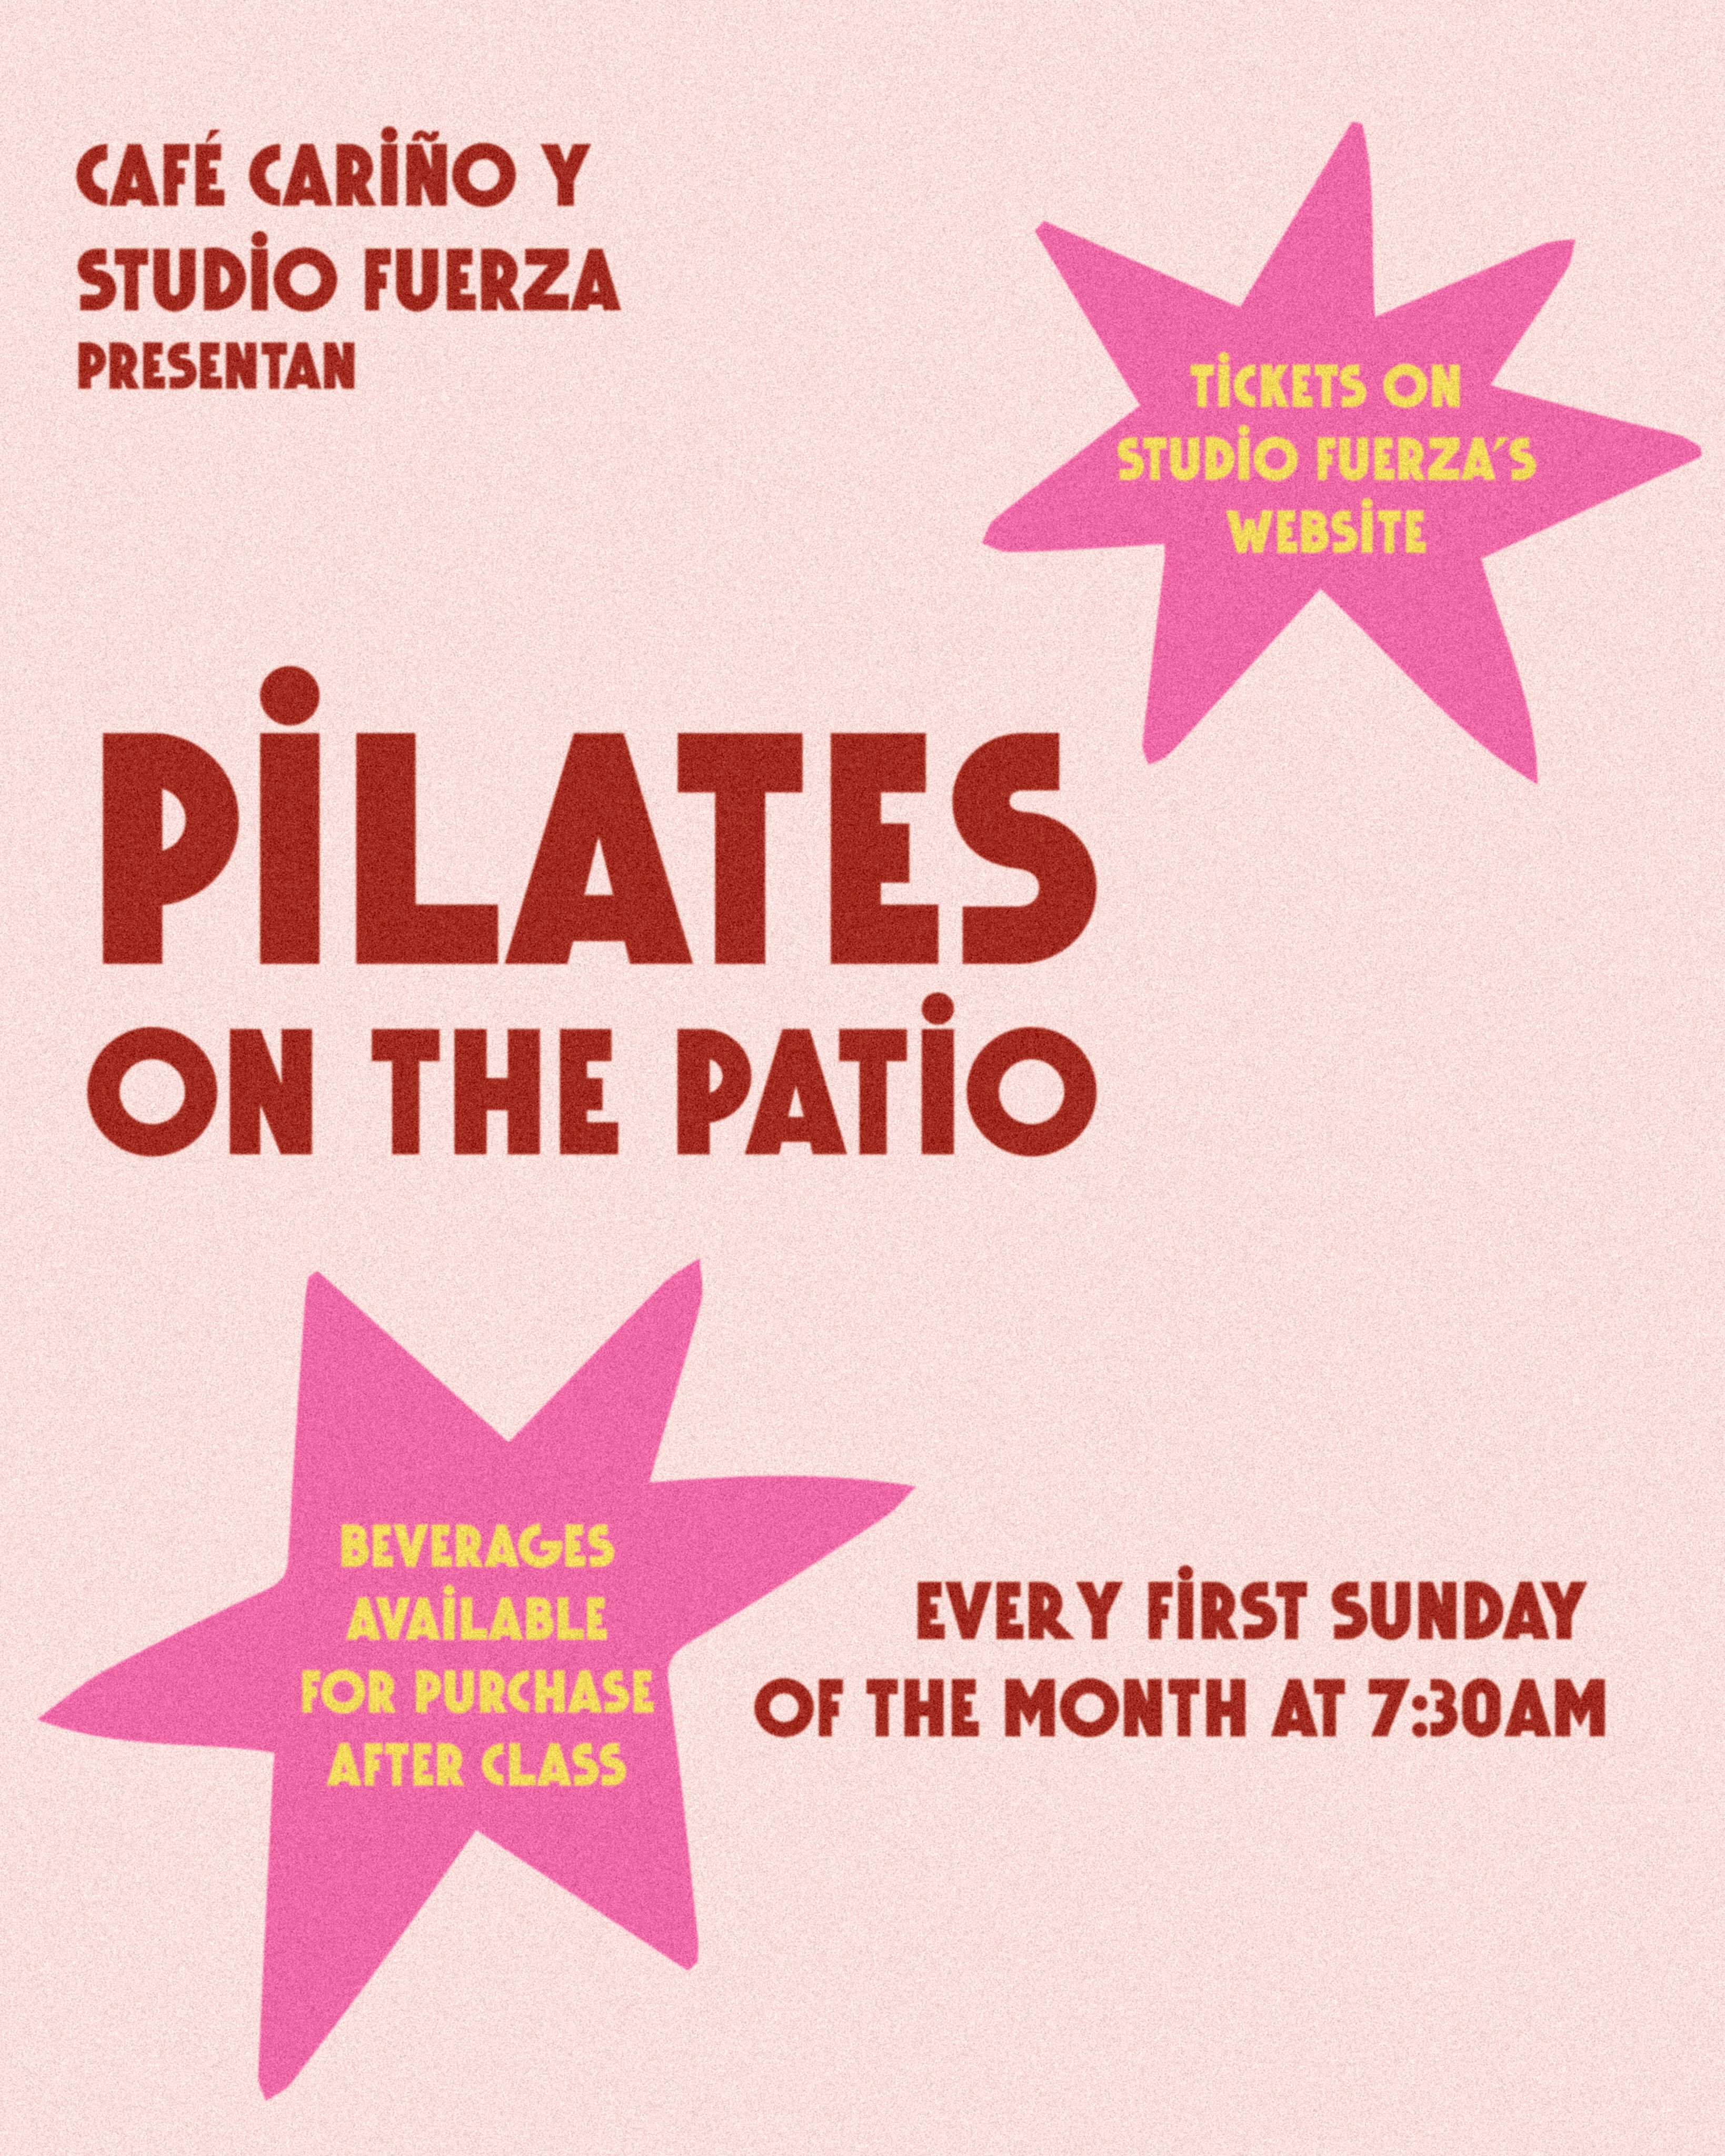 CAFÉ CARIÑO Y
STUDIO FUERZA
PRESENTAN
TICKETS ON
STUDIO FUERZA'S
WEBSITE
PILATES
ON THE PATIO
BEVERAGES
AVAILABLE
FOR PURCHASE
AFTER CLASS
EVERY FIRST SUNDAY
OF THE MONTH AT 7:30AM